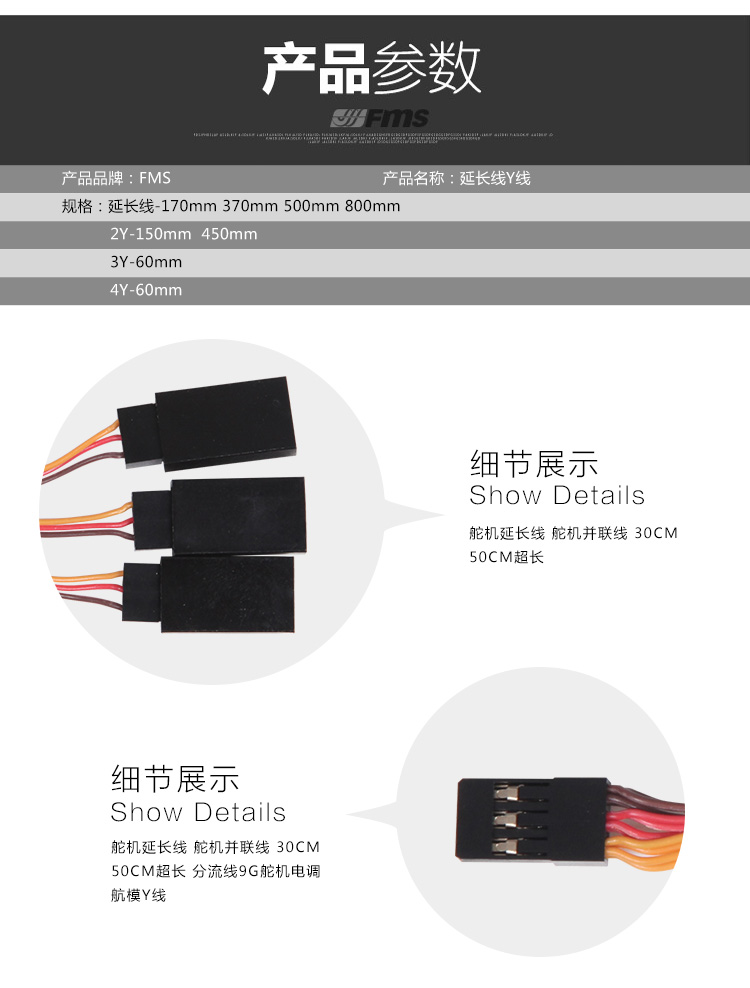 产品参数
FMS
产品品牌：FMS 产品名称：延长线Y线
规格：延长线-170mm 370mm 500mm 800mm
2Y-150mm 450mm
3Y-60mm
4Y-60mm
细节展示
Show Details
舵机延长线 舵机并联线 30CM
50CM超长
细节展示
Show Details
舵机延长线 舵机并联线 30CM
50CM超长 分流线9G舵机电调
航模Y线